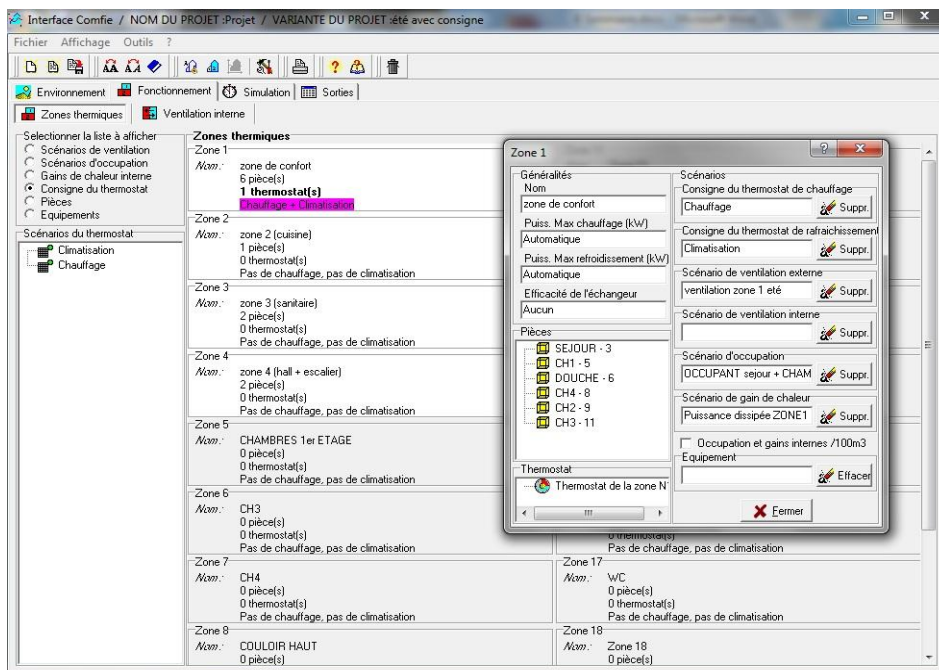 Interface Comfie / NOM DU PROJET :Projet / VARIANTE DU PROJET :été avec consigne
Fichier Affichage Outils ?
Environnement Fonctionnement Simulation Sorties
Zones thermiques Ventilation interne
Selectionner la liste à afficher
Scénarios de ventilation
Scénarios d'occupation
Gains de chaleur interne
Consigne du thermostat
Pièces
Equipements
Scénarios du thermostat
Climatisation
Chauffage
Zones thermiques
Zone 1
Nom : zone de confort
6 pièce(s)
1 thermostat(s)
Chauffage + Climatisation
Zone 2
Nom : zone 2 (cuisine)
1 pièce(s)
0 thermostat(s)
Pas de chauffage, pas de climatisation
Zone 3
Nom : zone 3 (sanitaire)
2 pièce(s)
0 thermostat(s)
Pas de chauffage, pas de climatisation
Zone 4
Nom : zone 4 (hall + escalier)
2 pièce(s)
0 thermostat(s)
Pas de chauffage, pas de climatisation
Zone 5
Nom : CHAMBRES 1er ETAGE
0 pièce(s)
0 thermostat(s)
Pas de chauffage, pas de climatisation
Zone 6
Nom : CH3
0 pièce(s)
0 thermostat(s)
Pas de chauffage, pas de climatisation
Zone 7
Nom : CH4
0 pièce(s)
0 thermostat(s)
Pas de chauffage, pas de climatisation
Zone 8
Nom : COULOIR HAUT
0 pièce(s)
0 thermostat(s)
Pas de chauffage, pas de climatisation
Zone 17
Nom : WC
0 pièce(s)
0 thermostat(s)
Pas de chauffage, pas de climatisation
Zone 18
Nom : Zone 18
0 pièce(s)
Zone 1
Généralités
Nom
zone de confort
Puiss. Max chauffage (kW)
Automatique
Puiss. Max refroidissement (kW)
Automatique
Efficacité de l'échangeur
Aucun
Pièces
SEJOUR - 3
CH1 - 5
DOUCHE - 6
CH4 - 8
CH2 - 9
CH3 - 11
Thermostat
Thermostat de la zone N°
Scénarios
Consigne du thermostat de chauffage
Chauffage Suppr.
Consigne du thermostat de rafraichissement
Climatisation Suppr.
Scénario de ventilation externe
ventilation zone 1 eté Suppr.
Scénario de ventilation interne
Suppr.
Scénario d'occupation
OCCUPANT sejour + CHAM Suppr.
Scénario de gain de chaleur
Puissance dissipée ZONE1 Suppr.
Occupation et gains internes /100m3
Equipement
Effacer
Fermer